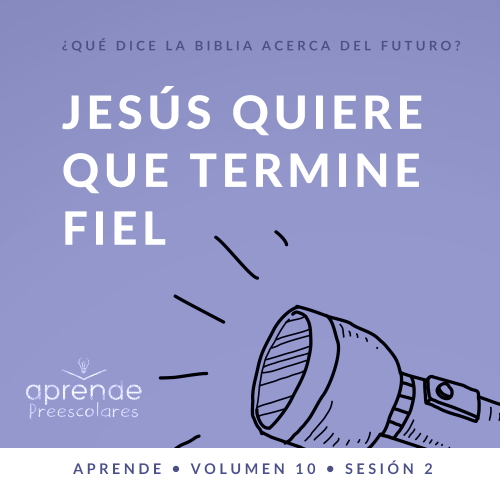 ¿QUÉ DICE LA BIBLIA ACERCA DEL FUTURO?
JESÚS QUIERE
QUE TERMINE
FIEL
aprende
Preescolares
APRENDE • VOLUMEN 10 • SESIÓN 2